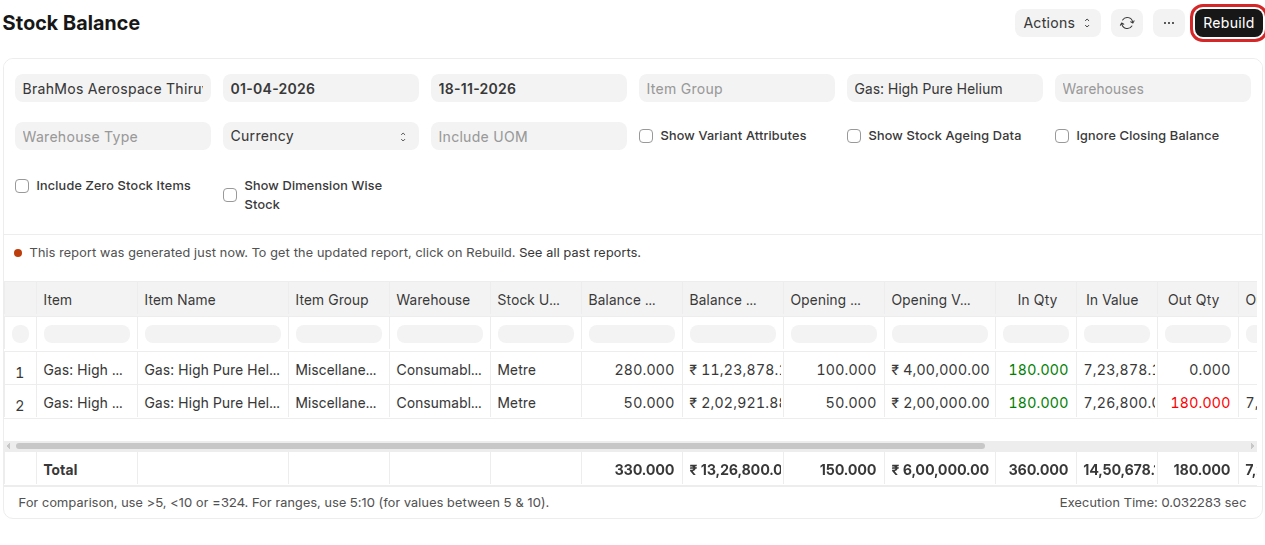 Stock Balance
Actions
Rebuild
BrahMos Aerospace Thiru
01-04-2026
18-11-2026
Item Group
Gas: High Pure Helium
Warehouses
Warehouse Type
Currency
Include UOM
Show Variant Attributes
Show Stock Ageing Data
Ignore Closing Balance
Include Zero Stock Items
Show Dimension Wise
Stock
This report was generated just now. To get the updated report, click on Rebuild. See all past reports.
Item Item Name Item Group Warehouse Stock U... Balance ... Balance ... Opening ... Opening V... In Qty In Value Out Qty O
1 Gas: High ... Gas: High Pure Hel... Miscellane... Consumabl... Metre 280.000 ₹ 11,23,878.1 100.000 ₹ 4,00,000.00 180.000 7,23,878.1 0.000
2 Gas: High ... Gas: High Pure Hel... Miscellane... Consumabl... Metre 50.000 ₹ 2,02,921.88 50.000 ₹ 2,00,000.00 180.000 7,26,800.0 180.000 7,
Total 330.000 ₹ 13,26,800.0 150.000 ₹ 6,00,000.00 360.000 14,50,678. 180.000 7,
For comparison, use >5, <10 or =324. For ranges, use 5:10 (for values between 5 & 10).
Execution Time: 0.032283 sec